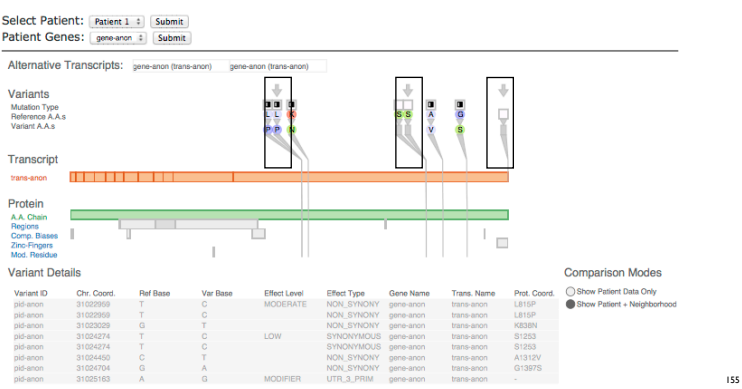 Select Patient: Patient 1 Submit
Patient Genes: gene-anon Submit
Alternative Transcripts: gene-anon (trans-anon) gene-anon (trans-anon)
Variants
Mutation Type
Reference A.A.s
Variant A.A.s
L L K S S A G
P P N V S
Transcript
trans-anon
Protein
A.A. Chain
Regions
Comp. Biases
Zinc-Fingers
Mod. Residue
Variant Details
Variant ID Chr. Coord. Ref Base Var Base Effect Level Effect Type Gene Name Trans. Name Prot. Coord.
pid-anon 31022959 T C MODERATE NON_SYNONY gene-anon trans-anon L815P
pid-anon 31022959 T C NON_SYNONY gene-anon trans-anon L815P
pid-anon 31023029 G T NON_SYNONY gene-anon trans-anon K838N
pid-anon 31024274 T C LOW SYNONYMOUS gene-anon trans-anon S1253
pid-anon 31024274 T C SYNONYMOUS gene-anon trans-anon S1253
pid-anon 31024450 C T NON_SYNONY gene-anon trans-anon A1312V
pid-anon 31024704 G A NON_SYNONY gene-anon trans-anon G1397S
pid-anon 31025163 A G MODIFIER UTR_3_PRIM gene-anon trans-anon -
Comparison Modes
Show Patient Data Only
Show Patient + Neighborhood
155